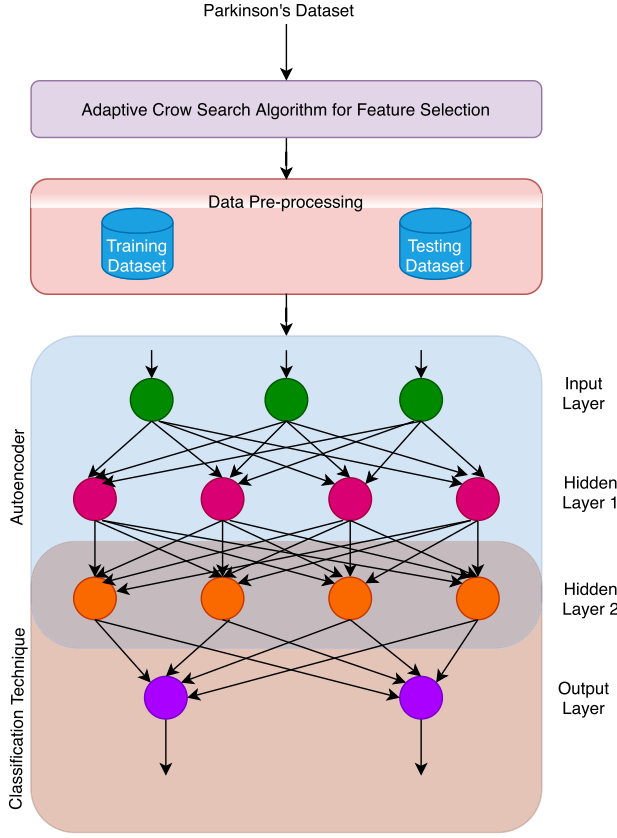 Parkinson's Dataset
Adaptive Crow Search Algorithm for Feature Selection
Data Pre-processing
Training
Dataset
Testing
Dataset
Input
Layer
Autoencoder
Hidden
Layer 1
Hidden
Layer 2
Classification Technique
Output
Layer